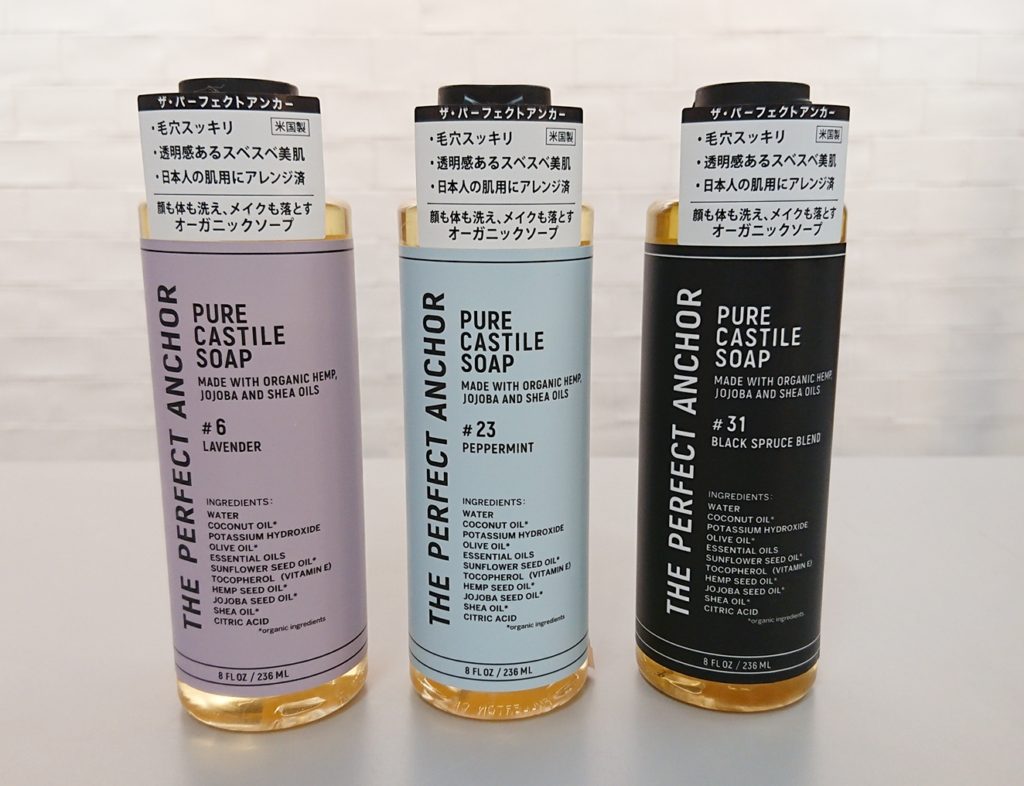 ザ・パーフェクトアンカー
・毛穴スッキリ 米国製
・透明感あるスベスベ美肌
・日本人の肌用にアレンジ済
顔も体も洗え、メイクも落とす
オーガニックソープ
THE PERFECT ANCHOR
PURE
CASTILE
SOAP
MADE WITH ORGANIC HEMP,
JOJOBA AND SHEA OILS
#6
LAVENDER
INGREDIENTS:
WATER
COCONUT OIL*
POTASSIUM HYDROXIDE
OLIVE OIL*
ESSENTIAL OILS
SUNFLOWER SEED OIL*
TOCOPHEROL (VITAMIN E)
HEMP SEED OIL*
JOJOBA SEED OIL*
SHEA OIL*
CITRIC ACID
*organic ingredients
8 FL OZ / 236 ML
ザ・パーフェクトアンカー
・毛穴スッキリ 米国製
・透明感あるスベスベ美肌
・日本人の肌用にアレンジ済
顔も体も洗え、メイクも落とす
オーガニックソープ
THE PERFECT ANCHOR
PURE
CASTILE
SOAP
MADE WITH ORGANIC HEMP,
JOJOBA AND SHEA OILS
#23
PEPPERMINT
INGREDIENTS:
WATER
COCONUT OIL*
POTASSIUM HYDROXIDE
OLIVE OIL*
ESSENTIAL OILS
SUNFLOWER SEED OIL*
TOCOPHEROL (VITAMIN E)
HEMP SEED OIL*
JOJOBA SEED OIL*
SHEA OIL*
CITRIC ACID
*organic ingredients
8 FL OZ / 236 ML
ザ・パーフェクトアンカー
・毛穴スッキリ 米国製
・透明感あるスベスベ美肌
・日本人の肌用にアレンジ済
顔も体も洗え、メイクも落とす
オーガニックソープ
THE PERFECT ANCHOR
PURE
CASTILE
SOAP
MADE WITH ORGANIC HEMP,
JOJOBA AND SHEA OILS
#31
BLACK SPRUCE BLEND
INGREDIENTS:
WATER
COCONUT OIL*
POTASSIUM HYDROXIDE
OLIVE OIL*
ESSENTIAL OILS
SUNFLOWER SEED OIL*
TOCOPHEROL (VITAMIN E)
HEMP SEED OIL*
JOJOBA SEED OIL*
SHEA OIL*
CITRIC ACID
*organic ingredients
8 FL OZ / 236 ML